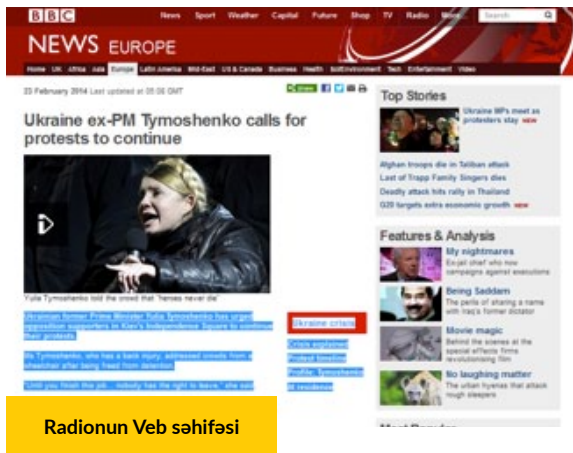 BBC
News Sport Weather Capital Future Shop TV Radio More... Search
NEWS EUROPE
Home UK Africa Asia Europe Latin America Mid-East US & Canada Business Health Sci/Environment Tech Entertainment Video
23 February 2014 Last updated at 05:06 GMT
Share
Ukraine ex-PM Tymoshenko calls for
protests to continue
Yulia Tymoshenko told the crowd that 'heroes never die'
Ukrainian former Prime Minister Yulia Tymoshenko has urged
opposition supporters in Kiev's Independence Square to continue
their protests.
Ms Tymoshenko, who has a back injury, addressed crowds from a
wheelchair after being freed from detention.
"Until you finish this job... nobody has the right to leave," she said
Ukraine crisis
Crisis explained
Protest timeline
Profile: Tymoshenko
At residence
Top Stories
Ukraine MPs meet as
protesters stay NEW
Afghan troops die in Taliban attack
Last of Trapp Family Singers dies
Deadly attack hits rally in Thailand
G20 targets extra economic growth NEW
Features & Analysis
My nightmares
Ex-jail chief who now
campaigns against executions
Being Saddam
The perils of sharing a name
with Iraq's former dictator
Movie magic
Behind the scenes at the
special effects firms
revolutionising film
No laughing matter
The urban hyenas that attack
rough sleepers
Radionun Veb səhifəsi